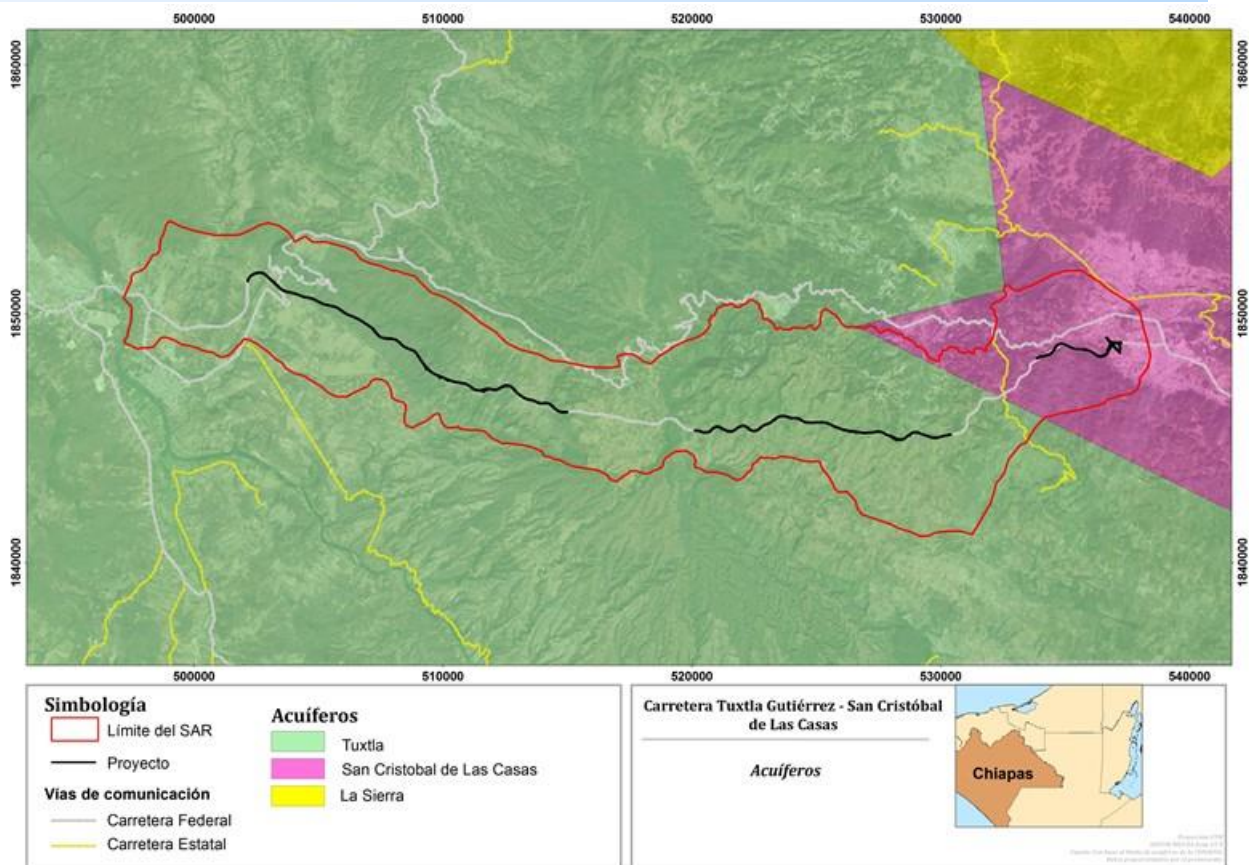 500000 510000 520000 530000 540000
1860000 1860000
1850000 1850000
1840000 1840000
500000 510000 520000 530000 540000
Simbología
Límite del SAR
Proyecto
Vías de comunicación
Carretera Federal
Carretera Estatal
Acuíferos
Tuxtla
San Cristobal de Las Casas
La Sierra
Carretera Tuxtla Gutiérrez - San Cristóbal
de Las Casas
Acuíferos
Chiapas